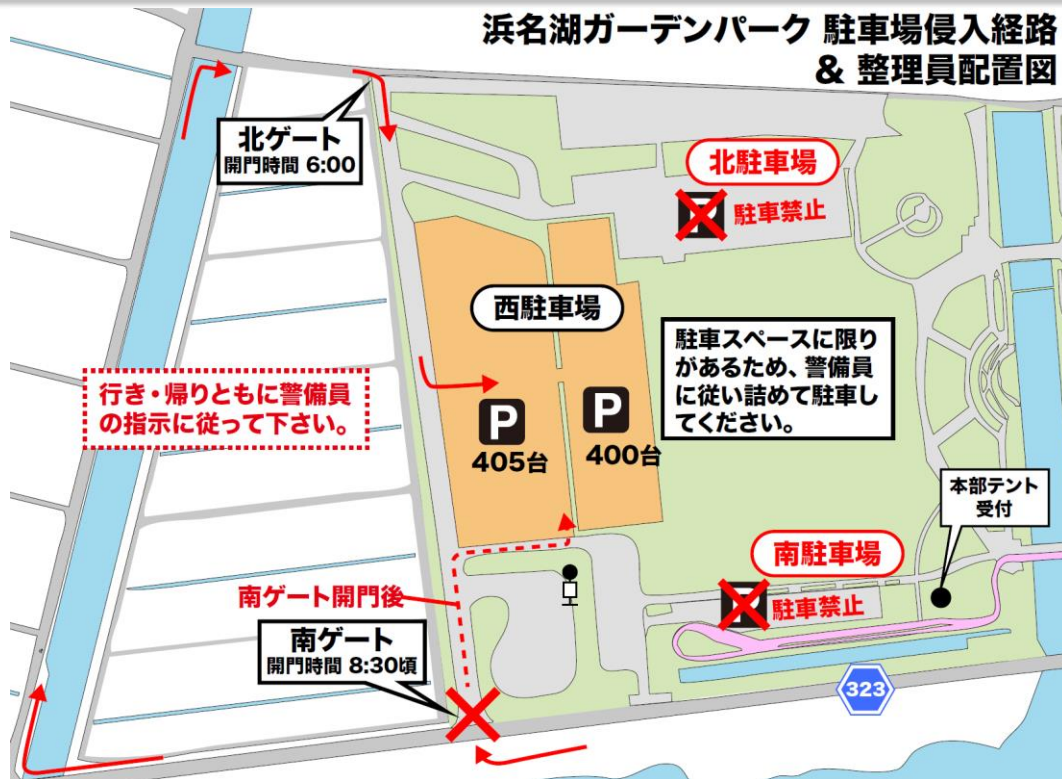 浜名湖ガーデンパーク 駐車場侵入経路
& 整理員配置図
北ゲート
開門時間 6:00
北駐車場
P 駐車禁止
西駐車場
駐車スペースに限り
があるため、警備員
に従い詰めて駐車し
てください。
行き・帰りともに警備員
の指示に従って下さい。
P
405台
P
400台
本部テント
受付
南駐車場
P 駐車禁止
南ゲート開門後
南ゲート
開門時間 8:30頃
323